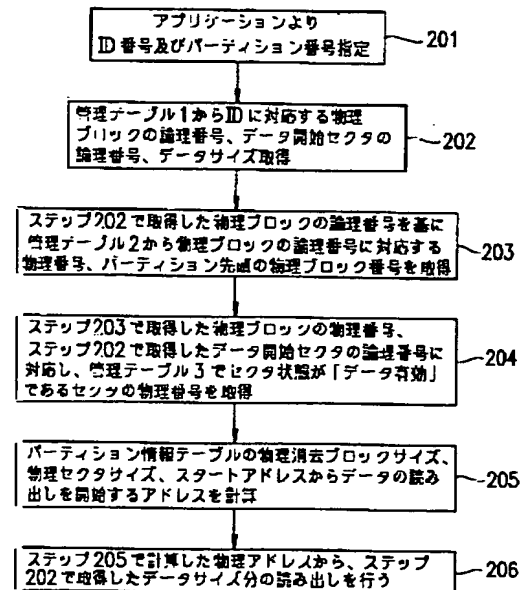 アプリケーションより
ID番号及びパーティション番号指定
201
管理テーブル1からIDに対応する物理
ブロックの論理番号、データ開始セクタの
論理番号、データサイズ取得
202
ステップ202で取得した物理ブロックの論理番号を基に
管理テーブル2から物理ブロックの論理番号に対応する
物理番号、パーティション先頭の物理ブロック番号を取得
203
ステップ203で取得した物理ブロックの物理番号、
ステップ202で取得したデータ開始セクタの論理番号に
対応し、管理テーブル3でセクタ状態が「データ有効」
であるセクタの物理番号を取得
204
パーティション情報テーブルの物理消去ブロックサイズ、
物理セクタサイズ、スタートアドレスからデータの読み
出しを開始するアドレスを計算
205
ステップ205で計算した物理アドレスから、ステップ
202で取得したデータサイズ分の読み出しを行う
206